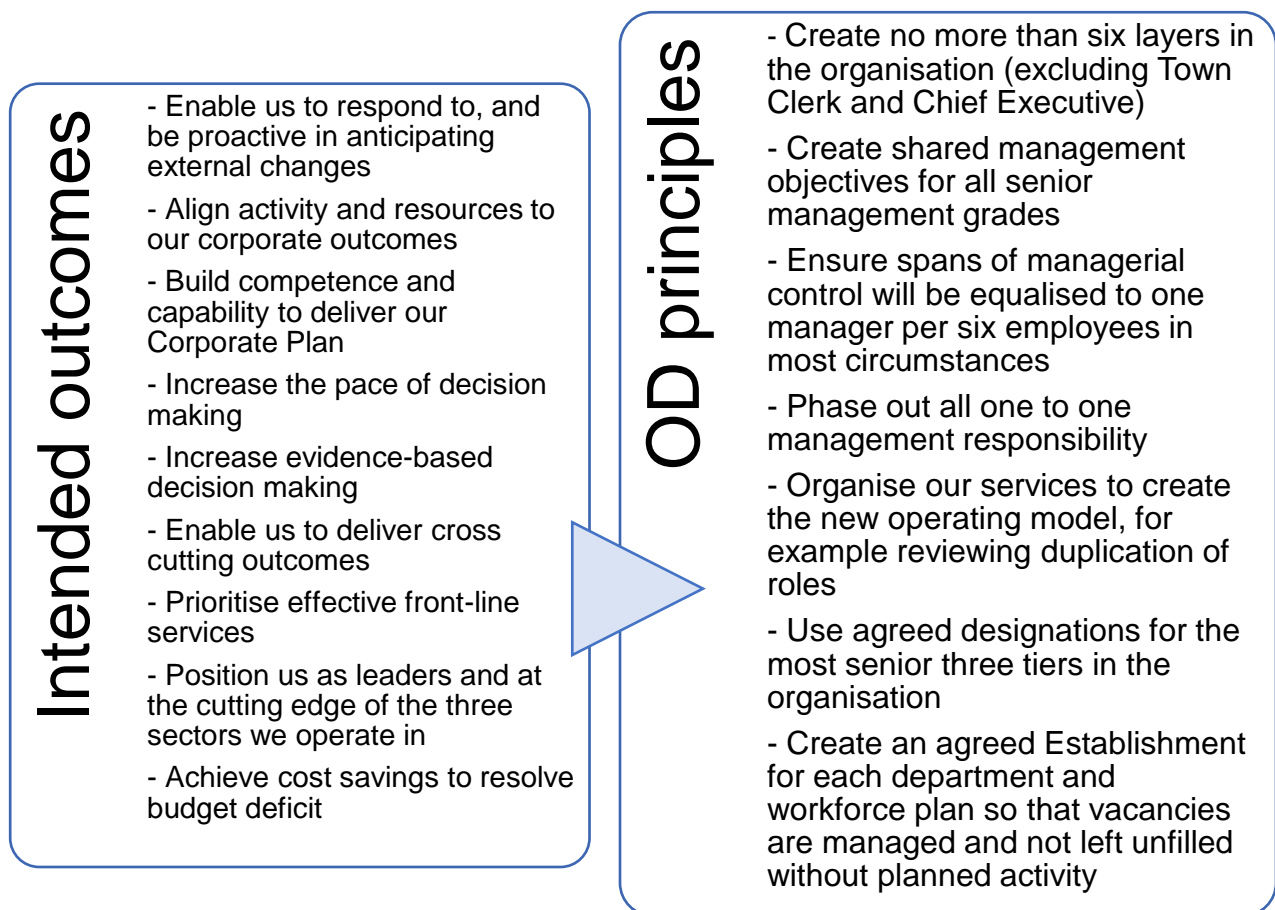 Intended outcomes
- Enable us to respond to, and
be proactive in anticipating
external changes
- Align activity and resources to
our corporate outcomes
- Build competence and
capability to deliver our
Corporate Plan
- Increase the pace of decision
making
- Increase evidence-based
decision making
- Enable us to deliver cross
cutting outcomes
- Prioritise effective front-line
services
- Position us as leaders and at
the cutting edge of the three
sectors we operate in
- Achieve cost savings to resolve
budget deficit
OD principles
- Create no more than six layers in
the organisation (excluding Town
Clerk and Chief Executive)
- Create shared management
objectives for all senior
management grades
- Ensure spans of managerial
control will be equalised to one
manager per six employees in
most circumstances
- Phase out all one to one
management responsibility
- Organise our services to create
the new operating model, for
example reviewing duplication of
roles
- Use agreed designations for the
most senior three tiers in the
organisation
- Create an agreed Establishment
for each department and
workforce plan so that vacancies
are managed and not left unfilled
without planned activity